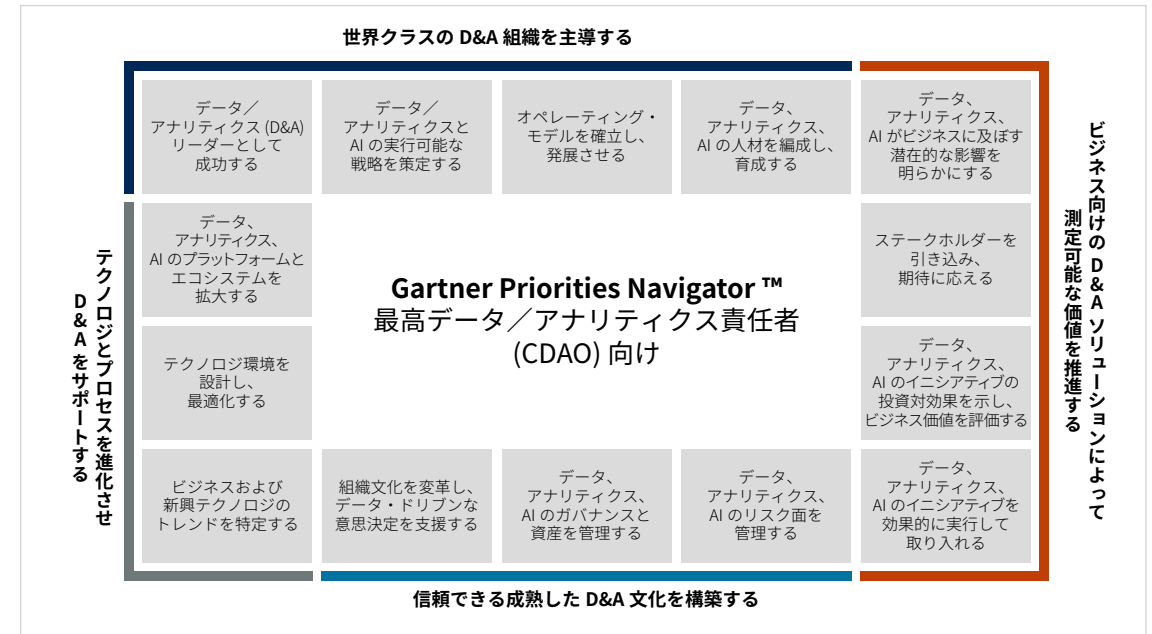 世界クラスの D&A 組織を主導する
データ／
アナリティクス (D&A)
リーダーとして
成功する
データ／
アナリティクスと
AI の実行可能な
戦略を策定する
オペレーティング・
モデルを確立し、
発展させる
データ、
アナリティクス、
AI の人材を編成し、
育成する
データ、
アナリティクス、
AI がビジネスに及ぼす
潜在的な影響を
明らかにする
ビジネス向けの D&A ソリューションによって
測定可能な価値を推進する
テクノロジとプロセスを進化させ
D&A をサポートする
データ、
アナリティクス、
AI のプラットフォームと
エコシステムを
拡大する
Gartner Priorities Navigator ™
最高データ／アナリティクス責任者
(CDAO) 向け
ステークホルダーを
引き込み、
期待に応える
テクノロジ環境を
設計し、
最適化する
データ、
アナリティクス、
AI のイニシアティブの
投資対効果を示し、
ビジネス価値を評価する
ビジネスおよび
新興テクノロジの
トレンドを特定する
組織文化を変革し、
データ・ドリブンな
意思決定を支援する
データ、
アナリティクス、
AI のガバナンスと
資産を管理する
データ、
アナリティクス、
AI のリスク面を
管理する
データ、
アナリティクス、
AI のイニシアティブを
効果的に実行して
取り入れる
信頼できる成熟した D&A 文化を構築する